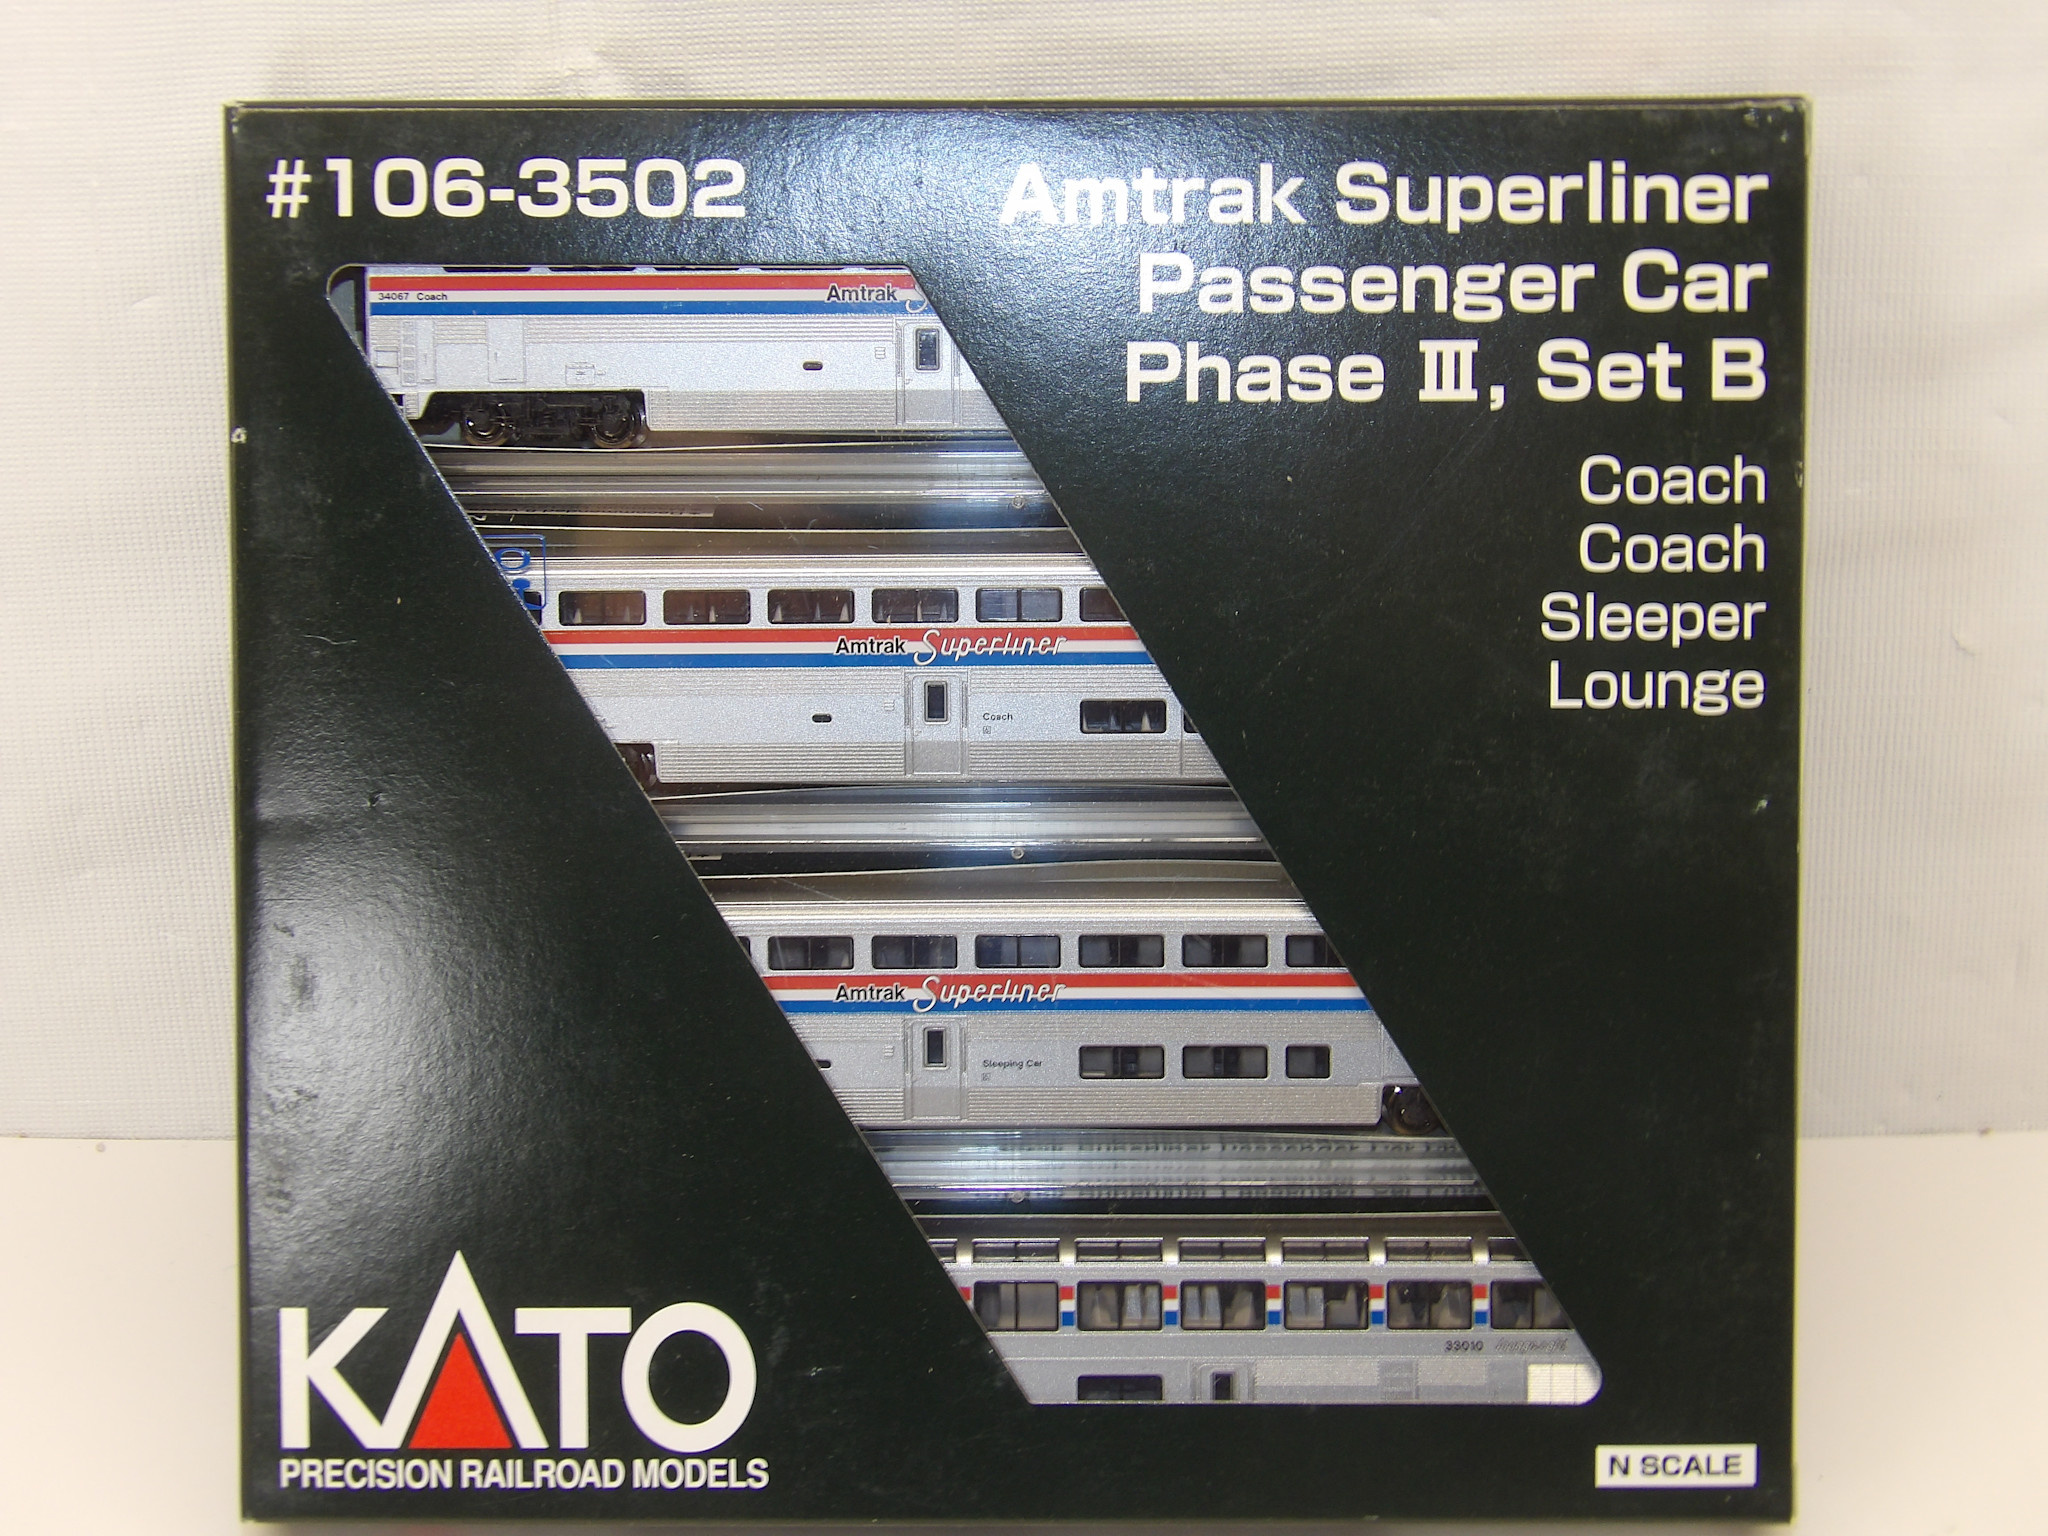 #106-3502
Amtrak Superliner
Passenger Car
Phase III, Set B
Coach
Coach
Sleeper
Lounge
34067 Coach
Amtrak
Amtrak Superliner
Coach
Amtrak Superliner
Sleeping Car
33010
KATO
PRECISION RAILROAD MODELS
N SCALE